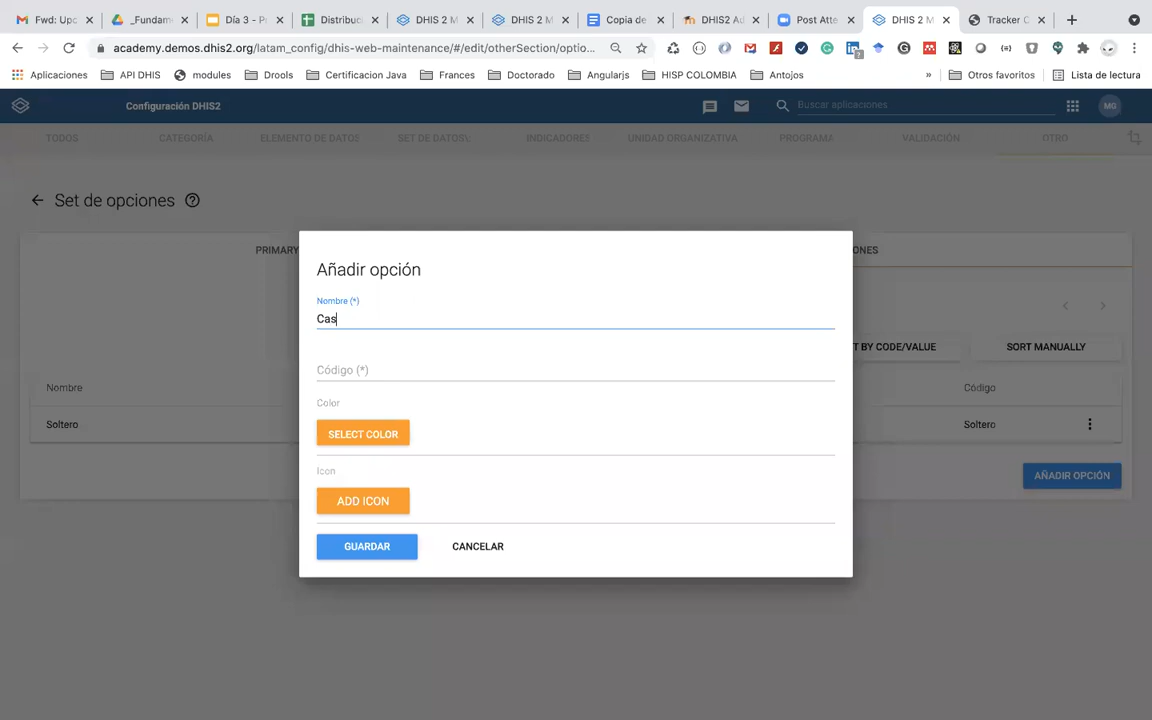 Fwd: Upc
_Fundame
Día 3 - P
Distribuc
DHIS 2 M
DHIS 2 M
Copia de
DHIS2 Ad
Post Atte
DHIS 2 M
Tracker C
academy.demos.dhis2.org/latam_config/dhis-web-maintenance/#/edit/otherSection/optio...
Aplicaciones
API DHIS
modules
Drools
Certificacion Java
Frances
Doctorado
Angularjs
HISP COLOMBIA
Antojos
»
Otros favoritos
Lista de lectura
Configuración DHIS2
Buscar aplicaciones
MG
TODOS
CATEGORÍA
ELEMENTO DE DATOS
SET DE DATOS
INDICADORES
UNIDAD ORGANIZATIVA
PROGRAMA
VALIDACIÓN
OTRO
Set de opciones
PRIMARY
ONES
Añadir opción
Nombre (*)
Cas
Código (*)
Color
SELECT COLOR
Icon
ADD ICON
GUARDAR
CANCELAR
T BY CODE/VALUE
SORT MANUALLY
Nombre
Código
Soltero
Soltero
AÑADIR OPCIÓN